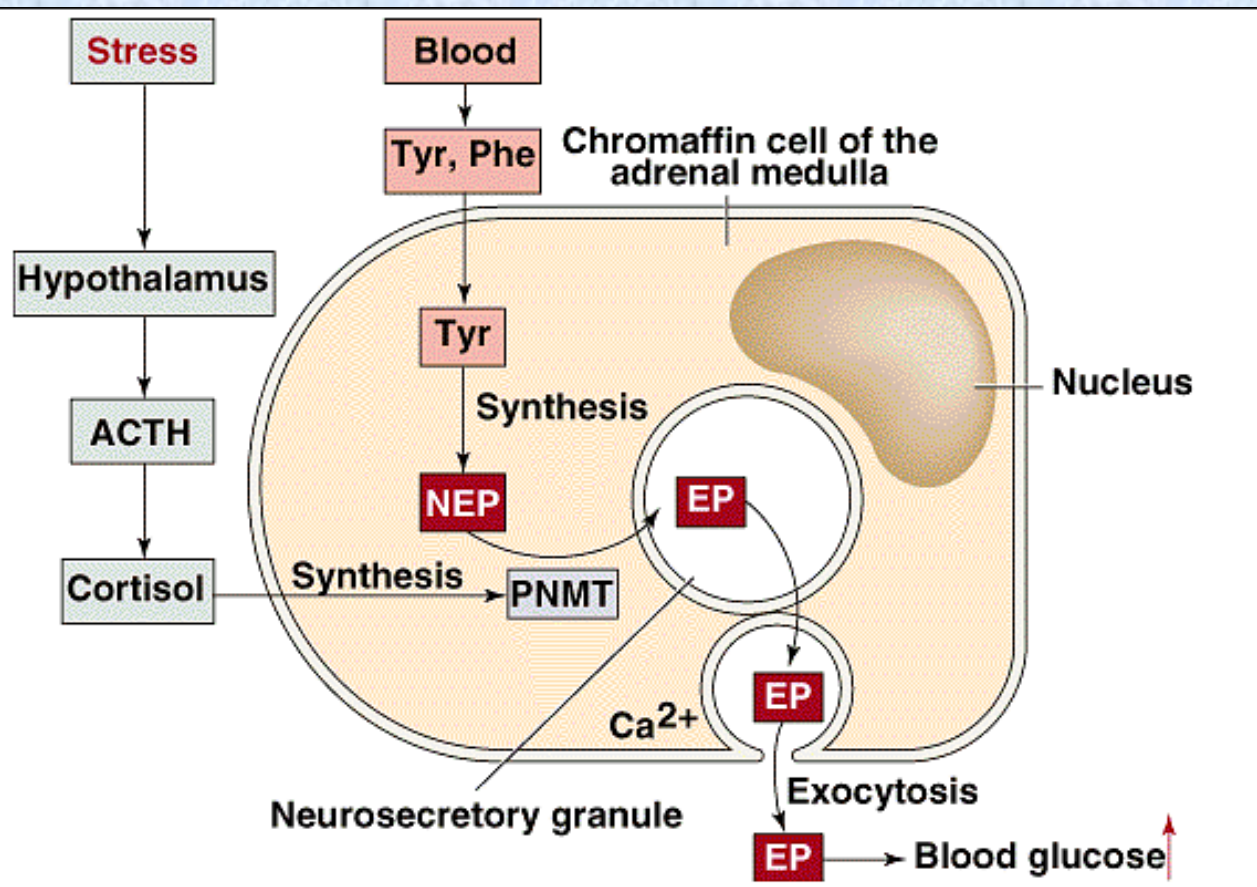 Stress
Blood
Tyr, Phe
Chromaffin cell of the
adrenal medulla
Hypothalamus
Tyr
Nucleus
Synthesis
ACTH
NEP
EP
Synthesis
Cortisol
PNMT
EP
Ca2+
Exocytosis
Neurosecretory granule
EP
Blood glucose